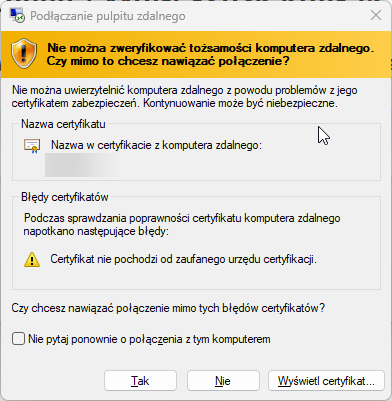 Podłączanie pulpitu zdalnego
Nie można zweryfikować tożsamości komputera zdalnego.
Czy mimo to chcesz nawiązać połączenie?
Nie można uwierzytelnić komputera zdalnego z powodu problemów z jego
certyfikatem zabezpieczeń. Kontynuowanie może być niebezpieczne.
Nazwa certyfikatu
Nazwa w certyfikacie z komputera zdalnego:
Błędy certyfikatów
Podczas sprawdzania poprawności certyfikatu komputera zdalnego
napotkano następujące błędy:
Certyfikat nie pochodzi od zaufanego urzędu certyfikacji.
Czy chcesz nawiązać połączenie mimo tych błędów certyfikatów?
Nie pytaj ponownie o połączenia z tym komputerem
Tak
Nie
Wyświetl certyfikat...